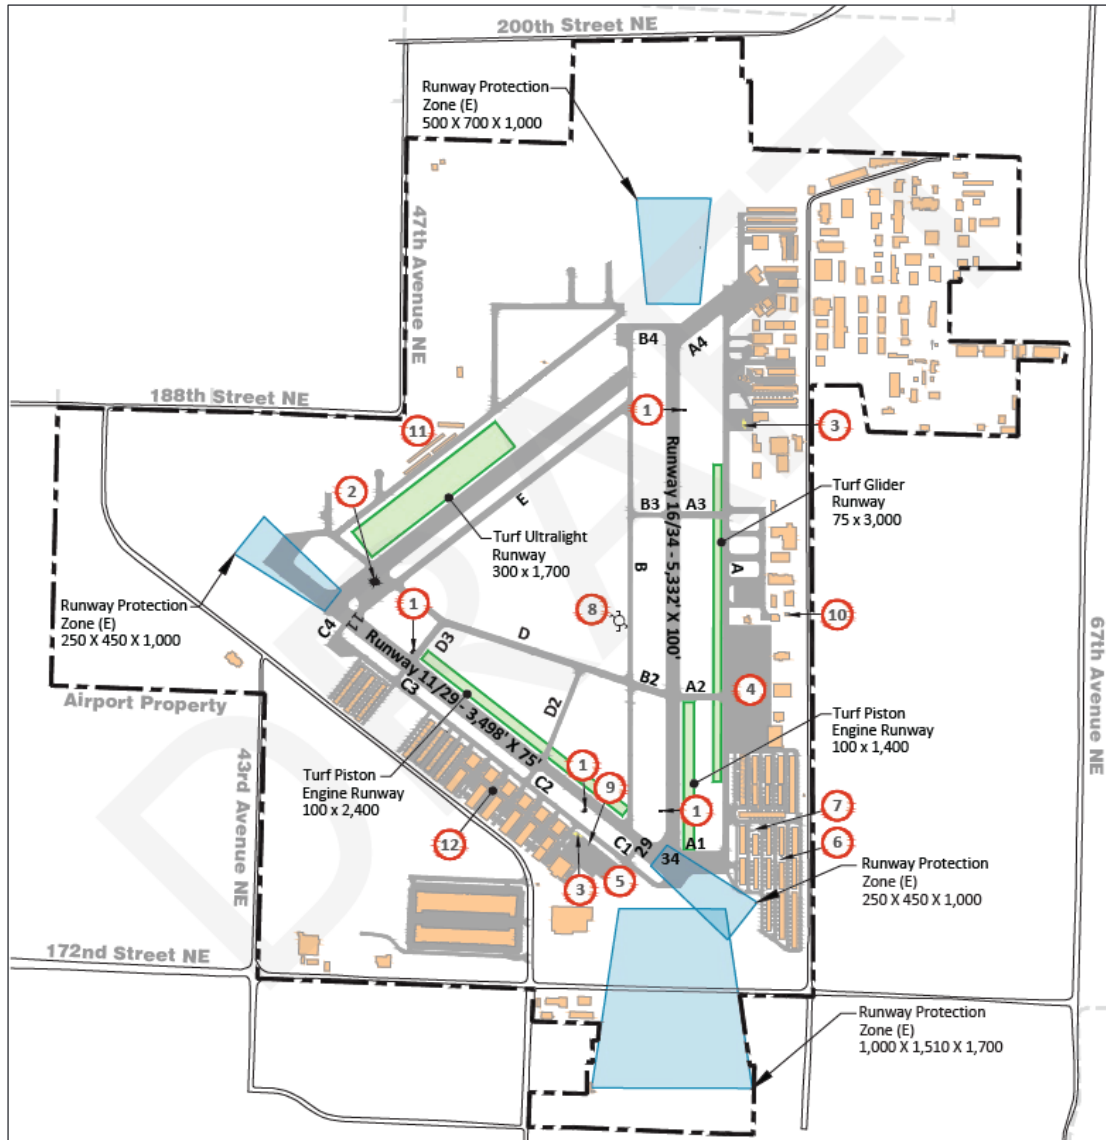 200th Street NE
Runway Protection
Zone (E)
500 X 700 X 1,000
47th Avenue NE
188th Street NE
B4
A4
1
11
3
2
E
Runway 16/34 - 5,332' X 100'
B3
A3
Turf Glider
Runway
75 x 3,000
Turf Ultralight
Runway
300 x 1,700
B
A
Runway Protection
Zone (E)
250 X 450 X 1,000
1
8
10
C4
11
D3
D
67th Avenue NE
Runway 11/29 - 3,498' X 75'
C3
B2
A2
4
Airport Property
D2
Turf Piston
Engine Runway
100 x 1,400
43rd Avenue NE
Turf Piston
Engine Runway
100 x 2,400
C2
1
9
1
7
12
C1
29
A1
6
34
3
5
Runway Protection
Zone (E)
250 X 450 X 1,000
172nd Street NE
Runway Protection
Zone (E)
1,000 X 1,510 X 1,700
DRAFT